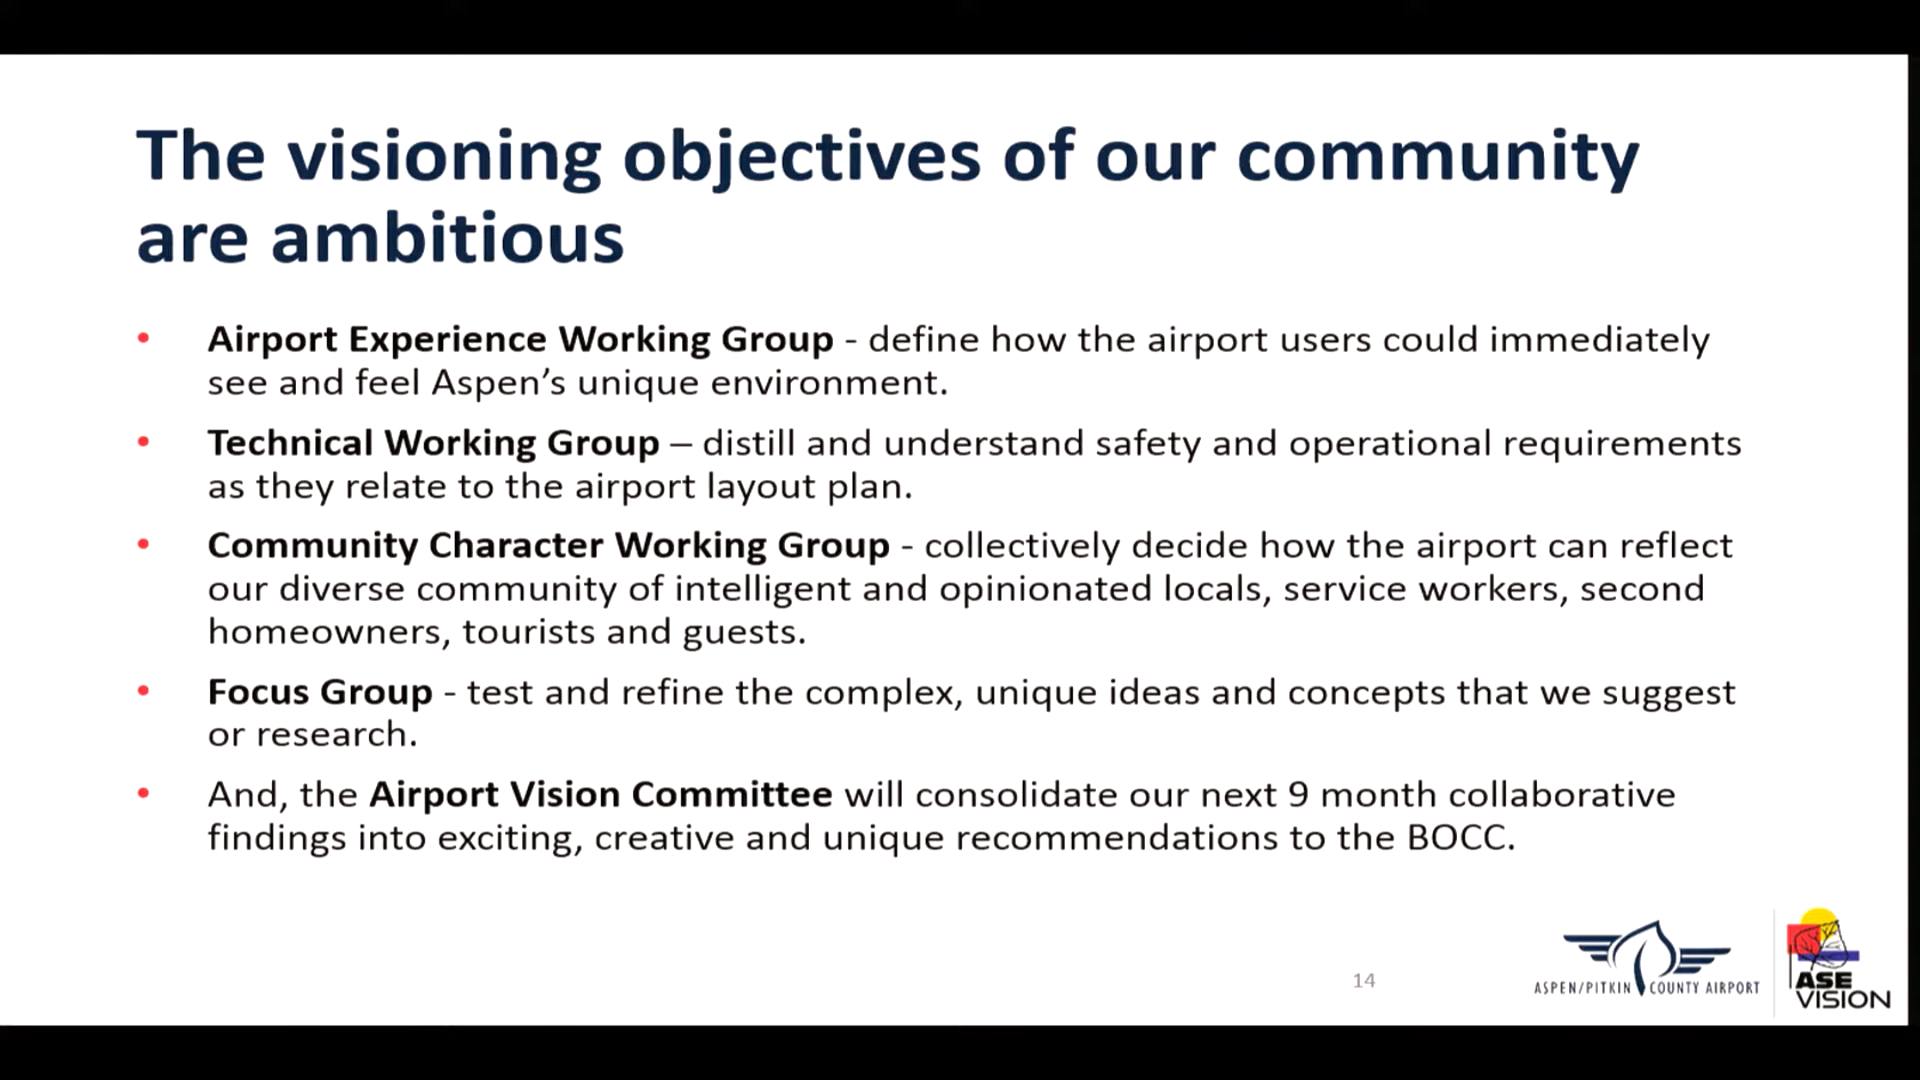 The visioning objectives of our community
are ambitious
• Airport Experience Working Group - define how the airport users could immediately
see and feel Aspen’s unique environment.
• Technical Working Group – distill and understand safety and operational requirements
as they relate to the airport layout plan.
• Community Character Working Group - collectively decide how the airport can reflect
our diverse community of intelligent and opinionated locals, service workers, second
homeowners, tourists and guests.
• Focus Group - test and refine the complex, unique ideas and concepts that we suggest
or research.
• And, the Airport Vision Committee will consolidate our next 9 month collaborative
findings into exciting, creative and unique recommendations to the BOCC.
14
ASPEN/PITKIN COUNTY AIRPORT
ASE
VISION